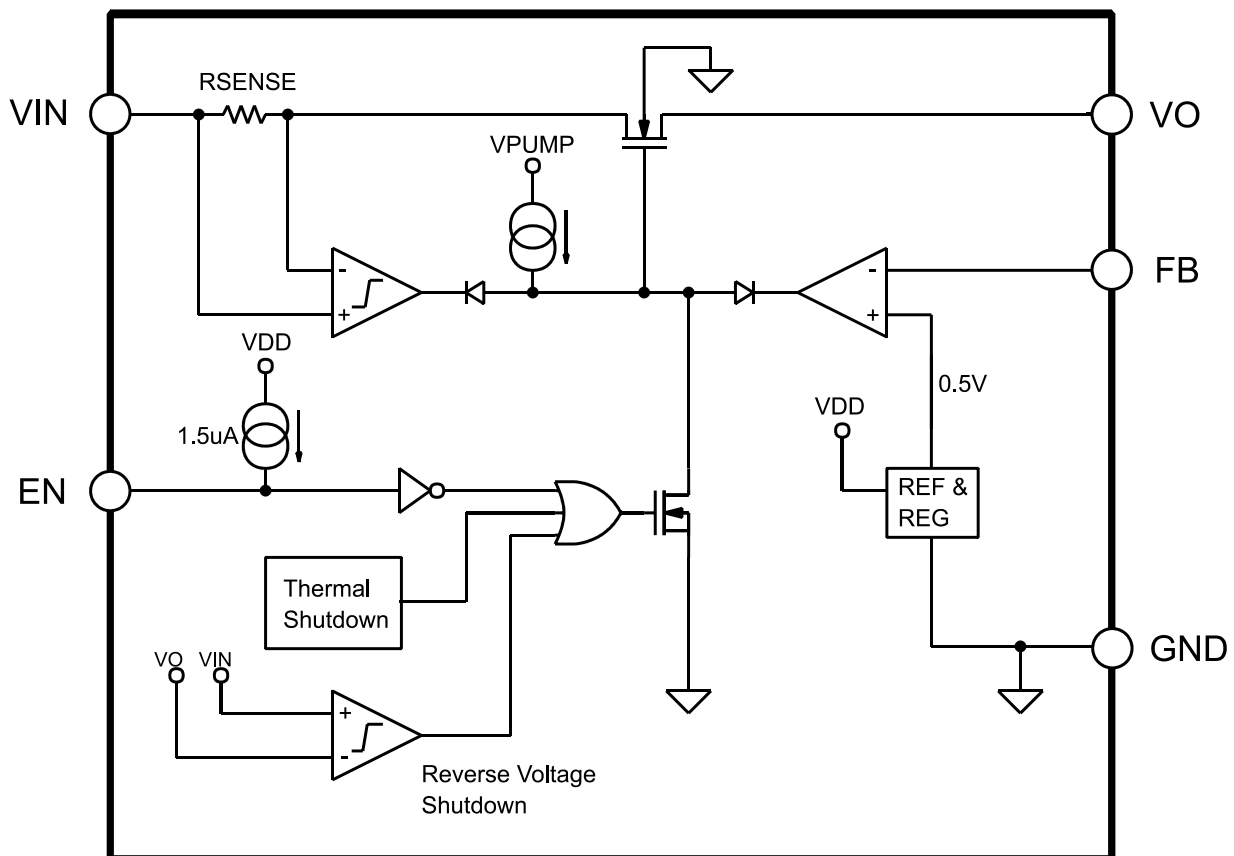 RSENSE
VIN
VO
VPUMP
-
+
-
+
FB
VDD
0.5V
1.5uA
VDD
EN
REF &
REG
Thermal
Shutdown
GND
VO
VIN
+
-
Reverse Voltage
Shutdown